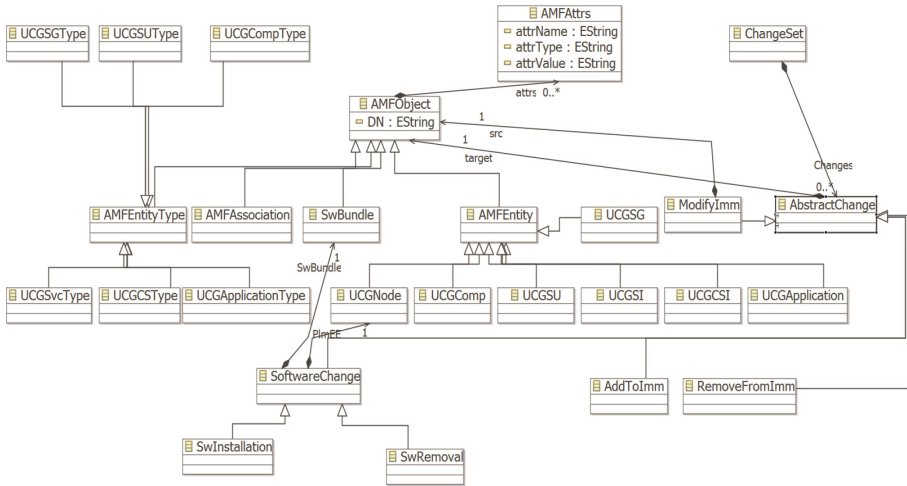 AMFAttrs
attrName : EString
attrType : EString
attrValue : EString
UCGSGType
UCGSUType
UCGCompType
ChangeSet
attrs 0..*
AMFObject
DN : EString
1
src
1
target
Changes
0..*
AMFEntityType
AMFAssociation
SwBundle
AMFEntity
UCGSG
ModifyImm
AbstractChange
1
SwBundle
UCGSvcType
UCGCSType
UCGApplicationType
UCGNode
UCGComp
UCGSU
UCGSI
UCGCSI
UCGApplication
PlmEE
1
SoftwareChange
AddToImm
RemoveFromImm
SwInstallation
SwRemoval